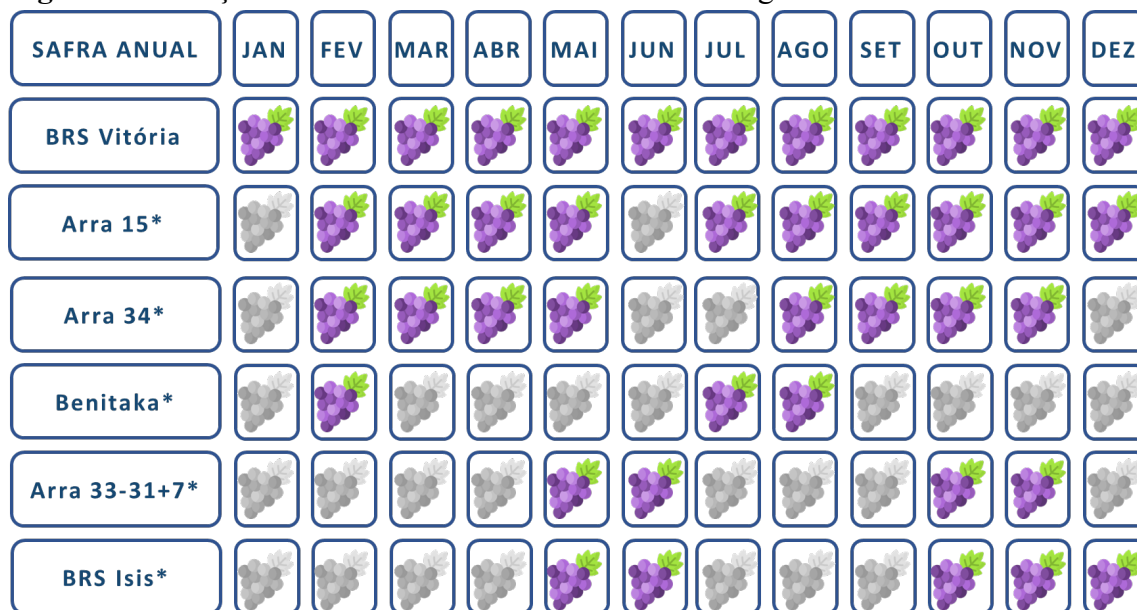 SAFRA ANUAL JAN FEV MAR ABR MAI JUN JUL AGO SET OUT NOV DEZ
BRS Vitória
Arra 15*
Arra 34*
Benitaka*
Arra 33-31+7*
BRS Isis*